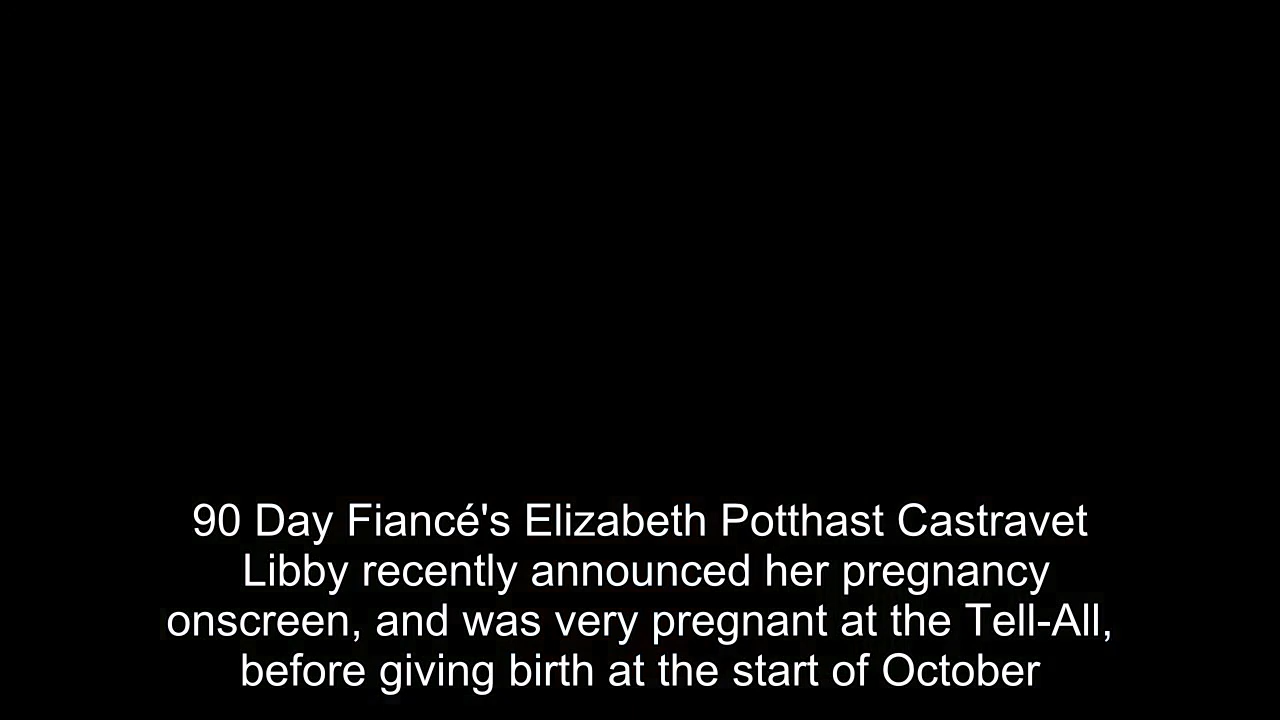 90 Day Fiancé's Elizabeth Potthast Castravet
Libby recently announced her pregnancy
onscreen, and was very pregnant at the Tell-All,
before giving birth at the start of October